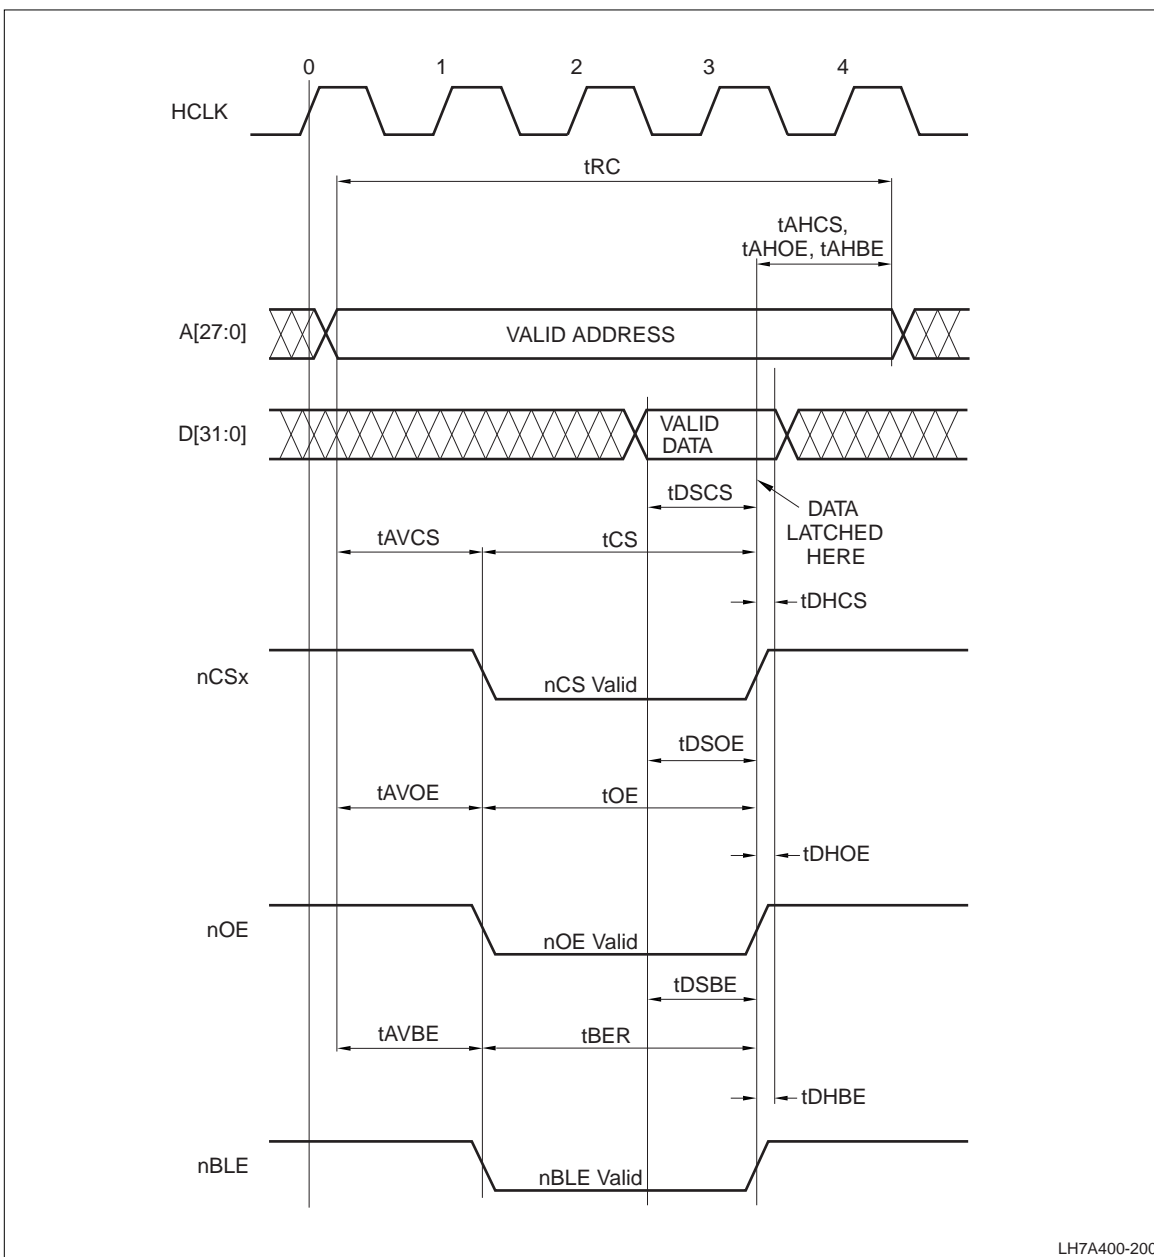 0 1 2 3 4
HCLK
tRC
tAHCS,
tAHOE, tAHBE
A[27:0] VALID ADDRESS
D[31:0] VALID
DATA
tDSCS
DATA
LATCHED
HERE
tAVCS tCS
tDHCS
nCSx nCS Valid
tDSOE
tAVOE tOE
tDHOE
nOE nOE Valid
tDSBE
tAVBE tBER
tDHBE
nBLE nBLE Valid
LH7A400-200